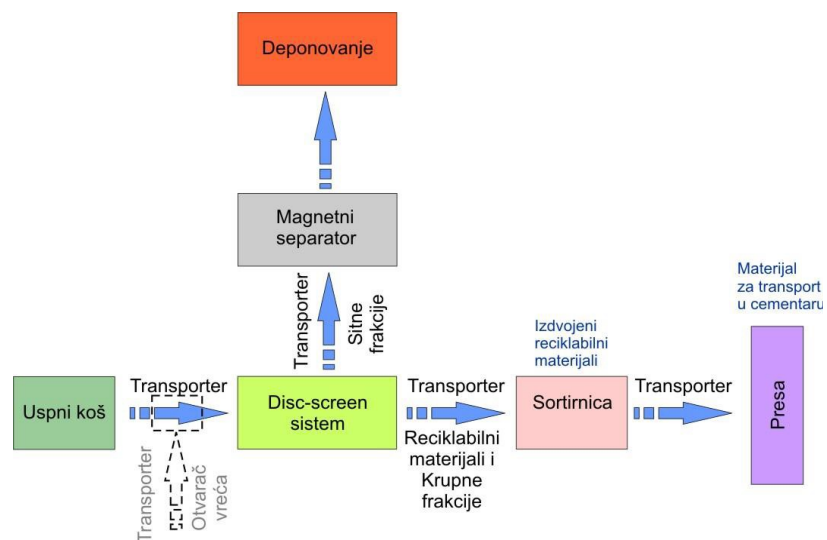 Deponovanje
Magnetni
separator
Transporter
Sitne
frakcije
Materijal
za transport
u cementaru
Izdvojeni
reciklabilni
materijali
Uspni koš
Transporter
Disc-screen
sistem
Transporter
Sortirnica
Transporter
Presa
Reciklabilni
materijali i
Krupne
frakcije
Transporter
Otvarač
vreća